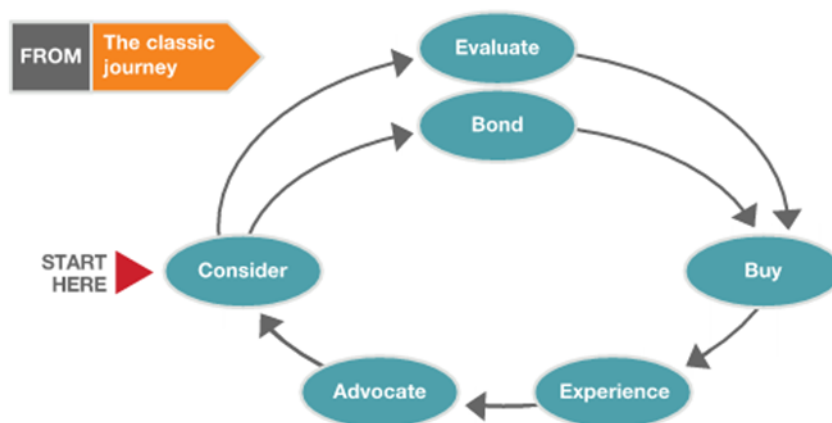 FROM
The classic
journey
Evaluate
Bond
START
HERE
Consider
Buy
Advocate
Experience